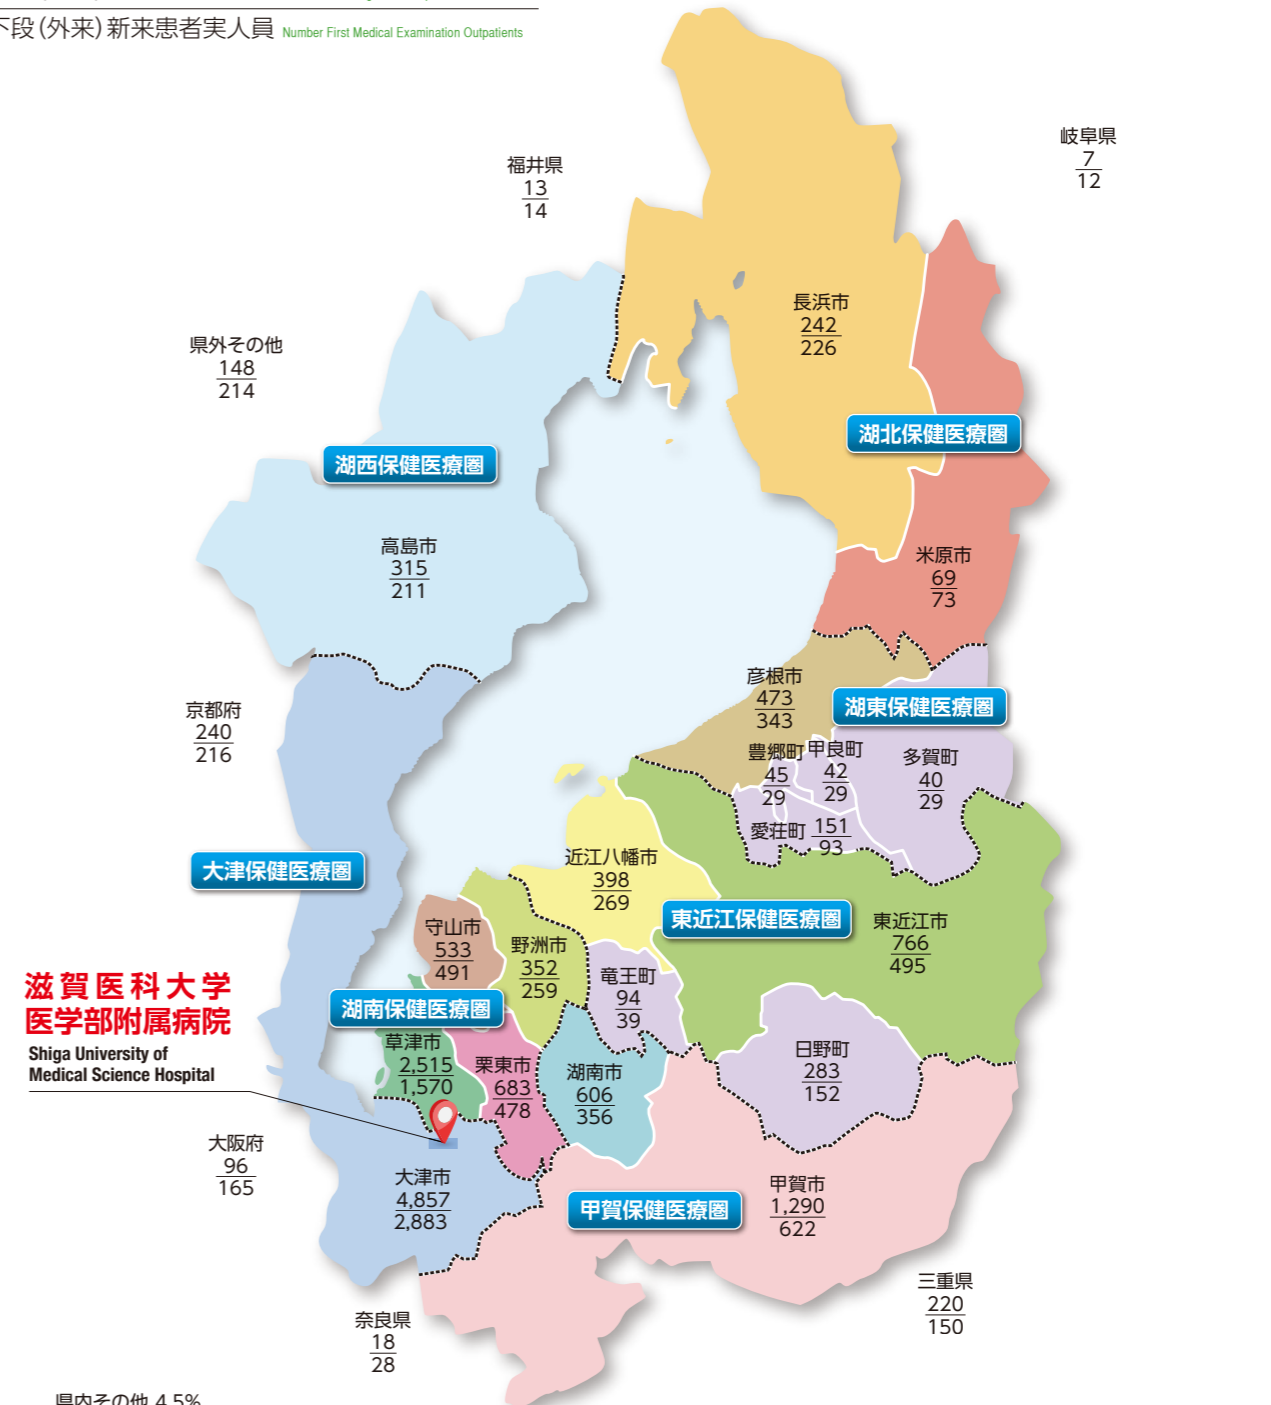 下段（外来）新来患者実人員 Number First Medical Examination Outpatients
岐阜県
7
12
福井県
13
14
長浜市
242
226
県外その他
148
214
湖北保健医療圏
湖西保健医療圏
高島市
315
211
米原市
69
73
彦根市
473
343
湖東保健医療圏
京都府
240
216
豊郷町
45
29
甲良町
42
29
多賀町
40
29
愛荘町
151
93
大津保健医療圏
近江八幡市
398
269
東近江保健医療圏
東近江市
766
495
守山市
533
491
野洲市
352
259
竜王町
94
39
滋賀医科大学
医学部附属病院
Shiga University of
Medical Science Hospital
湖南保健医療圏
草津市
2,515
1,570
栗東市
683
478
湖南市
606
356
日野町
283
152
大阪府
96
165
大津市
4,857
2,883
甲賀保健医療圏
甲賀市
1,290
622
三重県
220
150
奈良県
18
28
県内その他 4.5%